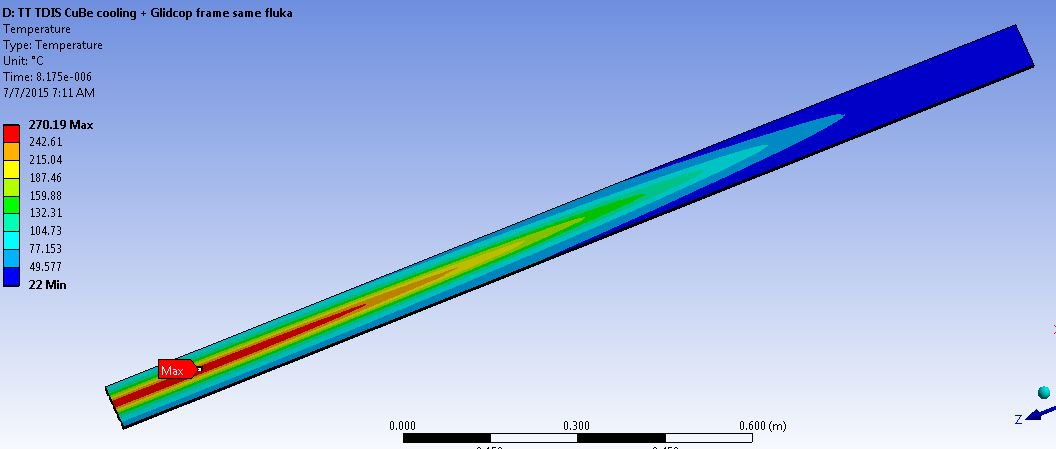 D: TT TDIS CuBe cooling + Glidcop frame same fluka
Temperature
Type: Temperature
Unit: °C
Time: 8.175e-006
7/7/2015 7:11 AM
270.19 Max
242.61
215.04
187.46
159.88
132.31
104.73
77.153
49.577
22 Min
Max
0.000 0.300 0.600 (m)
Z